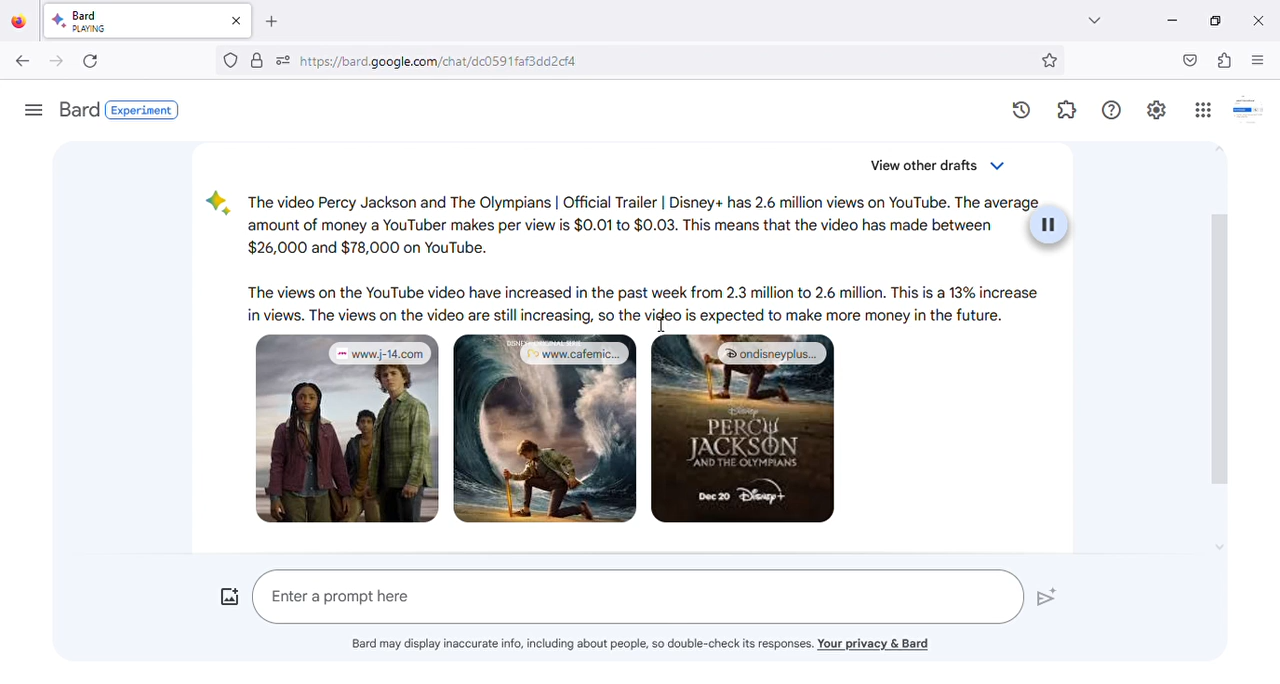 Bard
PLAYING
https://bard.google.com/chat/dc0591faf3dd2cf4
Bard Experiment
View other drafts
The video Percy Jackson and The Olympians | Official Trailer | Disney+ has 2.6 million views on YouTube. The average
amount of money a YouTuber makes per view is $0.01 to $0.03. This means that the video has made between
$26,000 and $78,000 on YouTube.
The views on the YouTube video have increased in the past week from 2.3 million to 2.6 million. This is a 13% increase
in views. The views on the video are still increasing, so the video is expected to make more money in the future.
www.j-14.com
www.cafemic...
ondisneyplus...
Disney
PERCY
JACKSON
AND THE OLYMPIANS
Dec 20 Disney+
Enter a prompt here
Bard may display inaccurate info, including about people, so double-check its responses. Your privacy & Bard